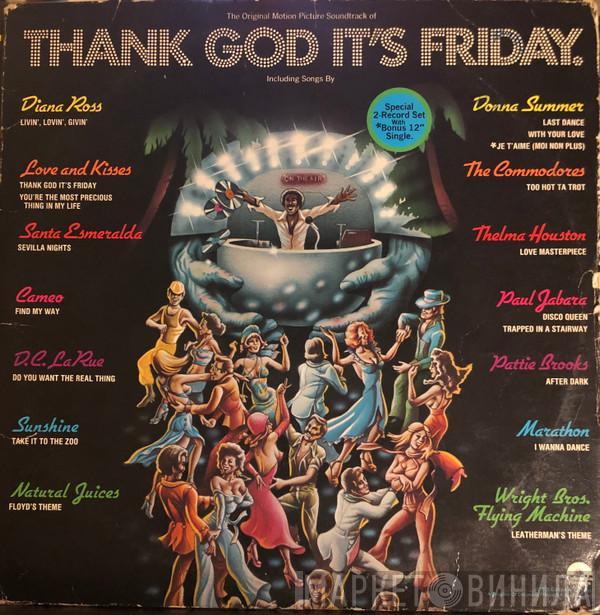 The Original Motion Picture Soundtrack of
THANK GOD IT'S FRIDAY.
Including Songs By
Diana Ross
LIVIN', LOVIN', GIVIN'
Love and Kisses
THANK GOD IT'S FRIDAY
YOU'RE THE MOST PRECIOUS
THING IN MY LIFE
Santa Esmeralda
SEVILLA NIGHTS
Cameo
FIND MY WAY
D.C. LaRue
DO YOU WANT THE REAL THING
Sunshine
TAKE IT TO THE ZOO
Natural Juices
FLOYD'S THEME
Special
2-Record Set
With
*Bonus 12"
Single.
ON THE AIR
Donna Summer
LAST DANCE
WITH YOUR LOVE
*JE T'AIME (MOI NON PLUS)
The Commodores
TOO HOT TA TROT
Thelma Houston
LOVE MASTERPIECE
Paul Jabara
DISCO QUEEN
TRAPPED IN A STAIRWAY
Pattie Brooks
AFTER DARK
Marathon
I WANNA DANCE
Wright Bros.
Flying Machine
LEATHERMAN'S THEME
МАРКЕТ ВИНИЛА